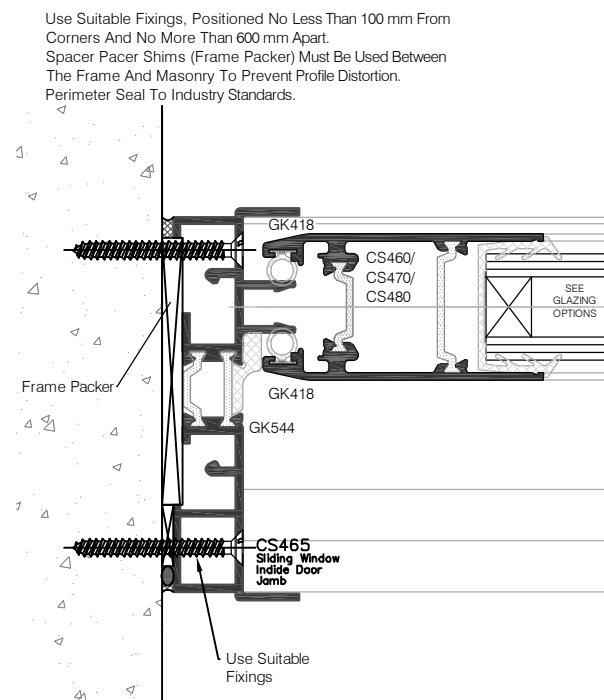 Use Suitable Fixings, Positioned No Less Than 100 mm From
Corners And No More Than 600 mm Apart.
Spacer Pacer Shims (Frame Packer) Must Be Used Between
The Frame And Masonry To Prevent Profile Distortion.
Perimeter Seal To Industry Standards.
GK418
CS460/
CS470/
CS480
SEE
GLAZING
OPTIONS
Frame Packer
GK418
GK544
CS465
Sliding Window
Indide Door
Jamb
Use Suitable
Fixings